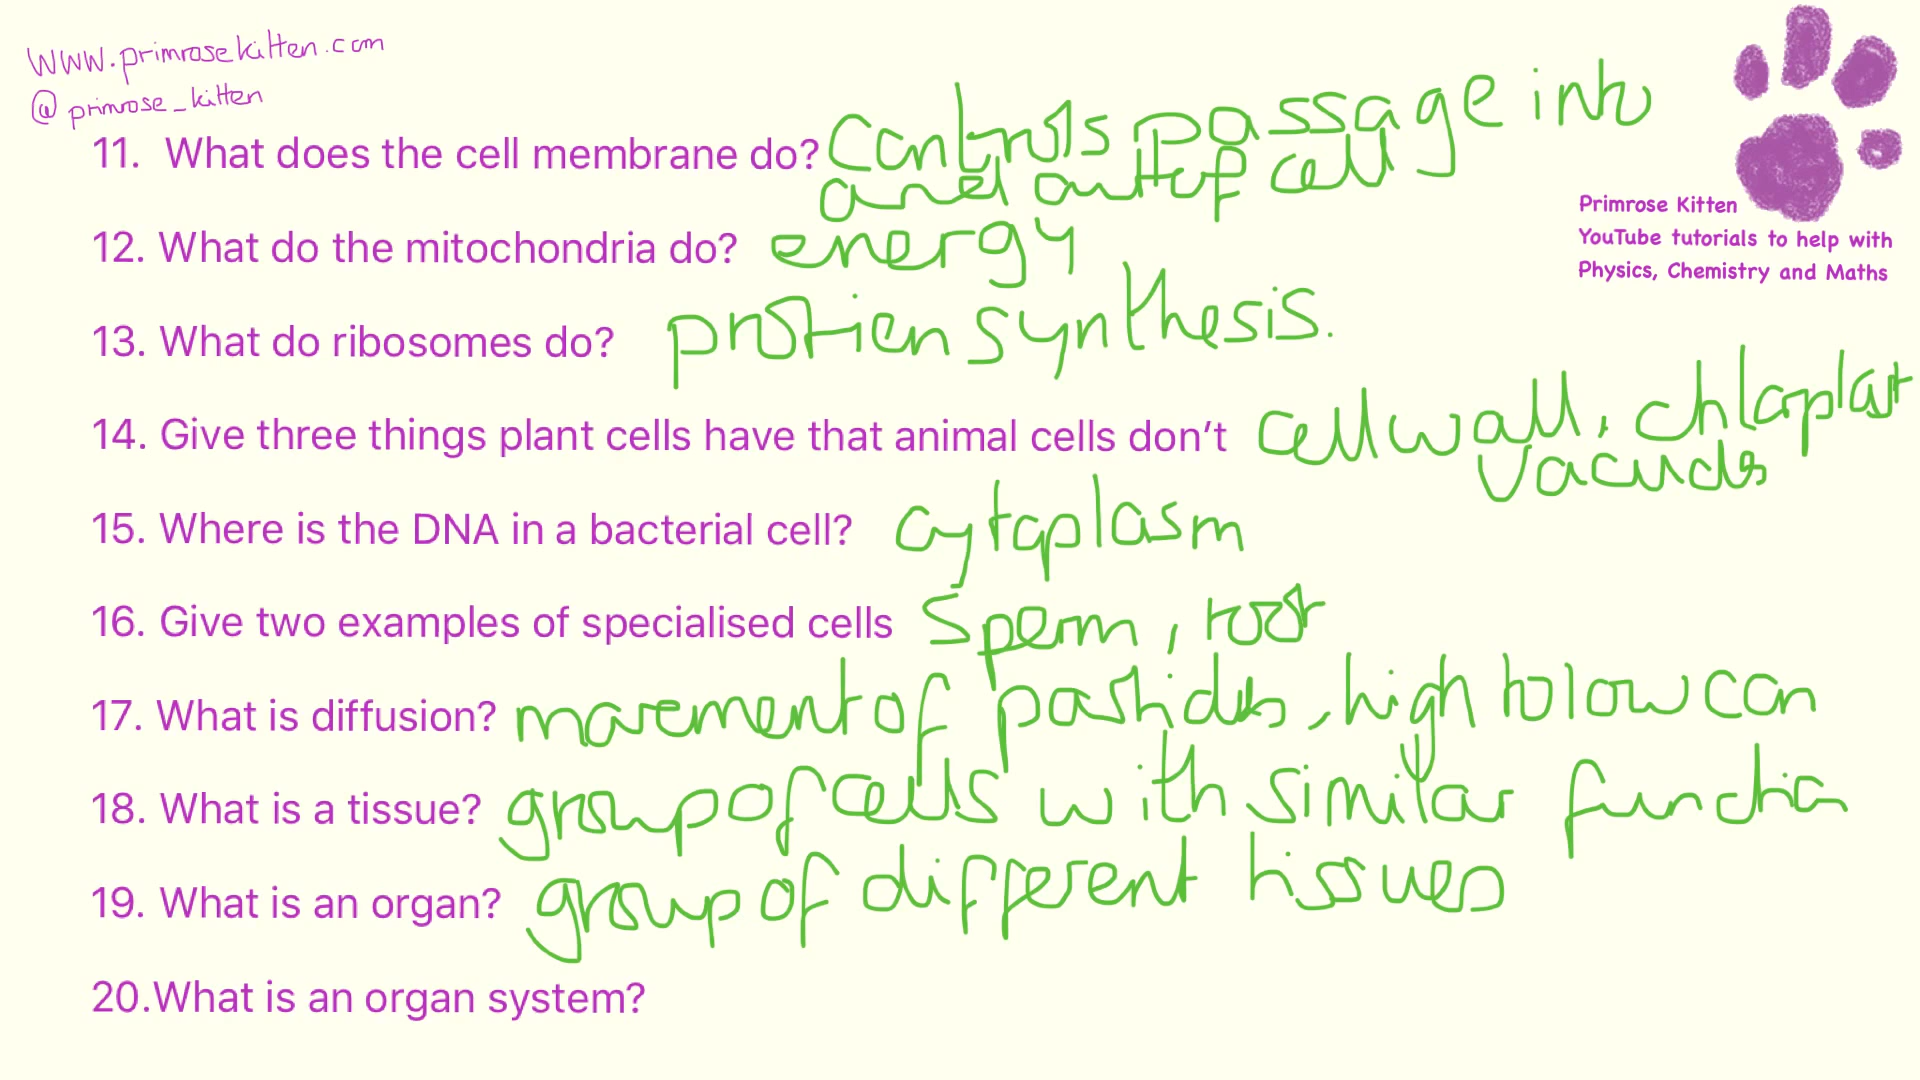 www.primrosekitten.com
@primrose_kitten
11. What does the cell membrane do? Controls passage into
and out of cell
Primrose Kitten
YouTube tutorials to help with
Physics, Chemistry and Maths
12. What do the mitochondria do? energy
13. What do ribosomes do? protien synthesis.
14. Give three things plant cells have that animal cells don't cell wall, chloroplast
vacuoles
15. Where is the DNA in a bacterial cell? cytoplasm
16. Give two examples of specialised cells sperm, root
17. What is diffusion? movement of particles, high to low con
18. What is a tissue? group of cells with similar function
19. What is an organ? group of different tissues
20.What is an organ system?